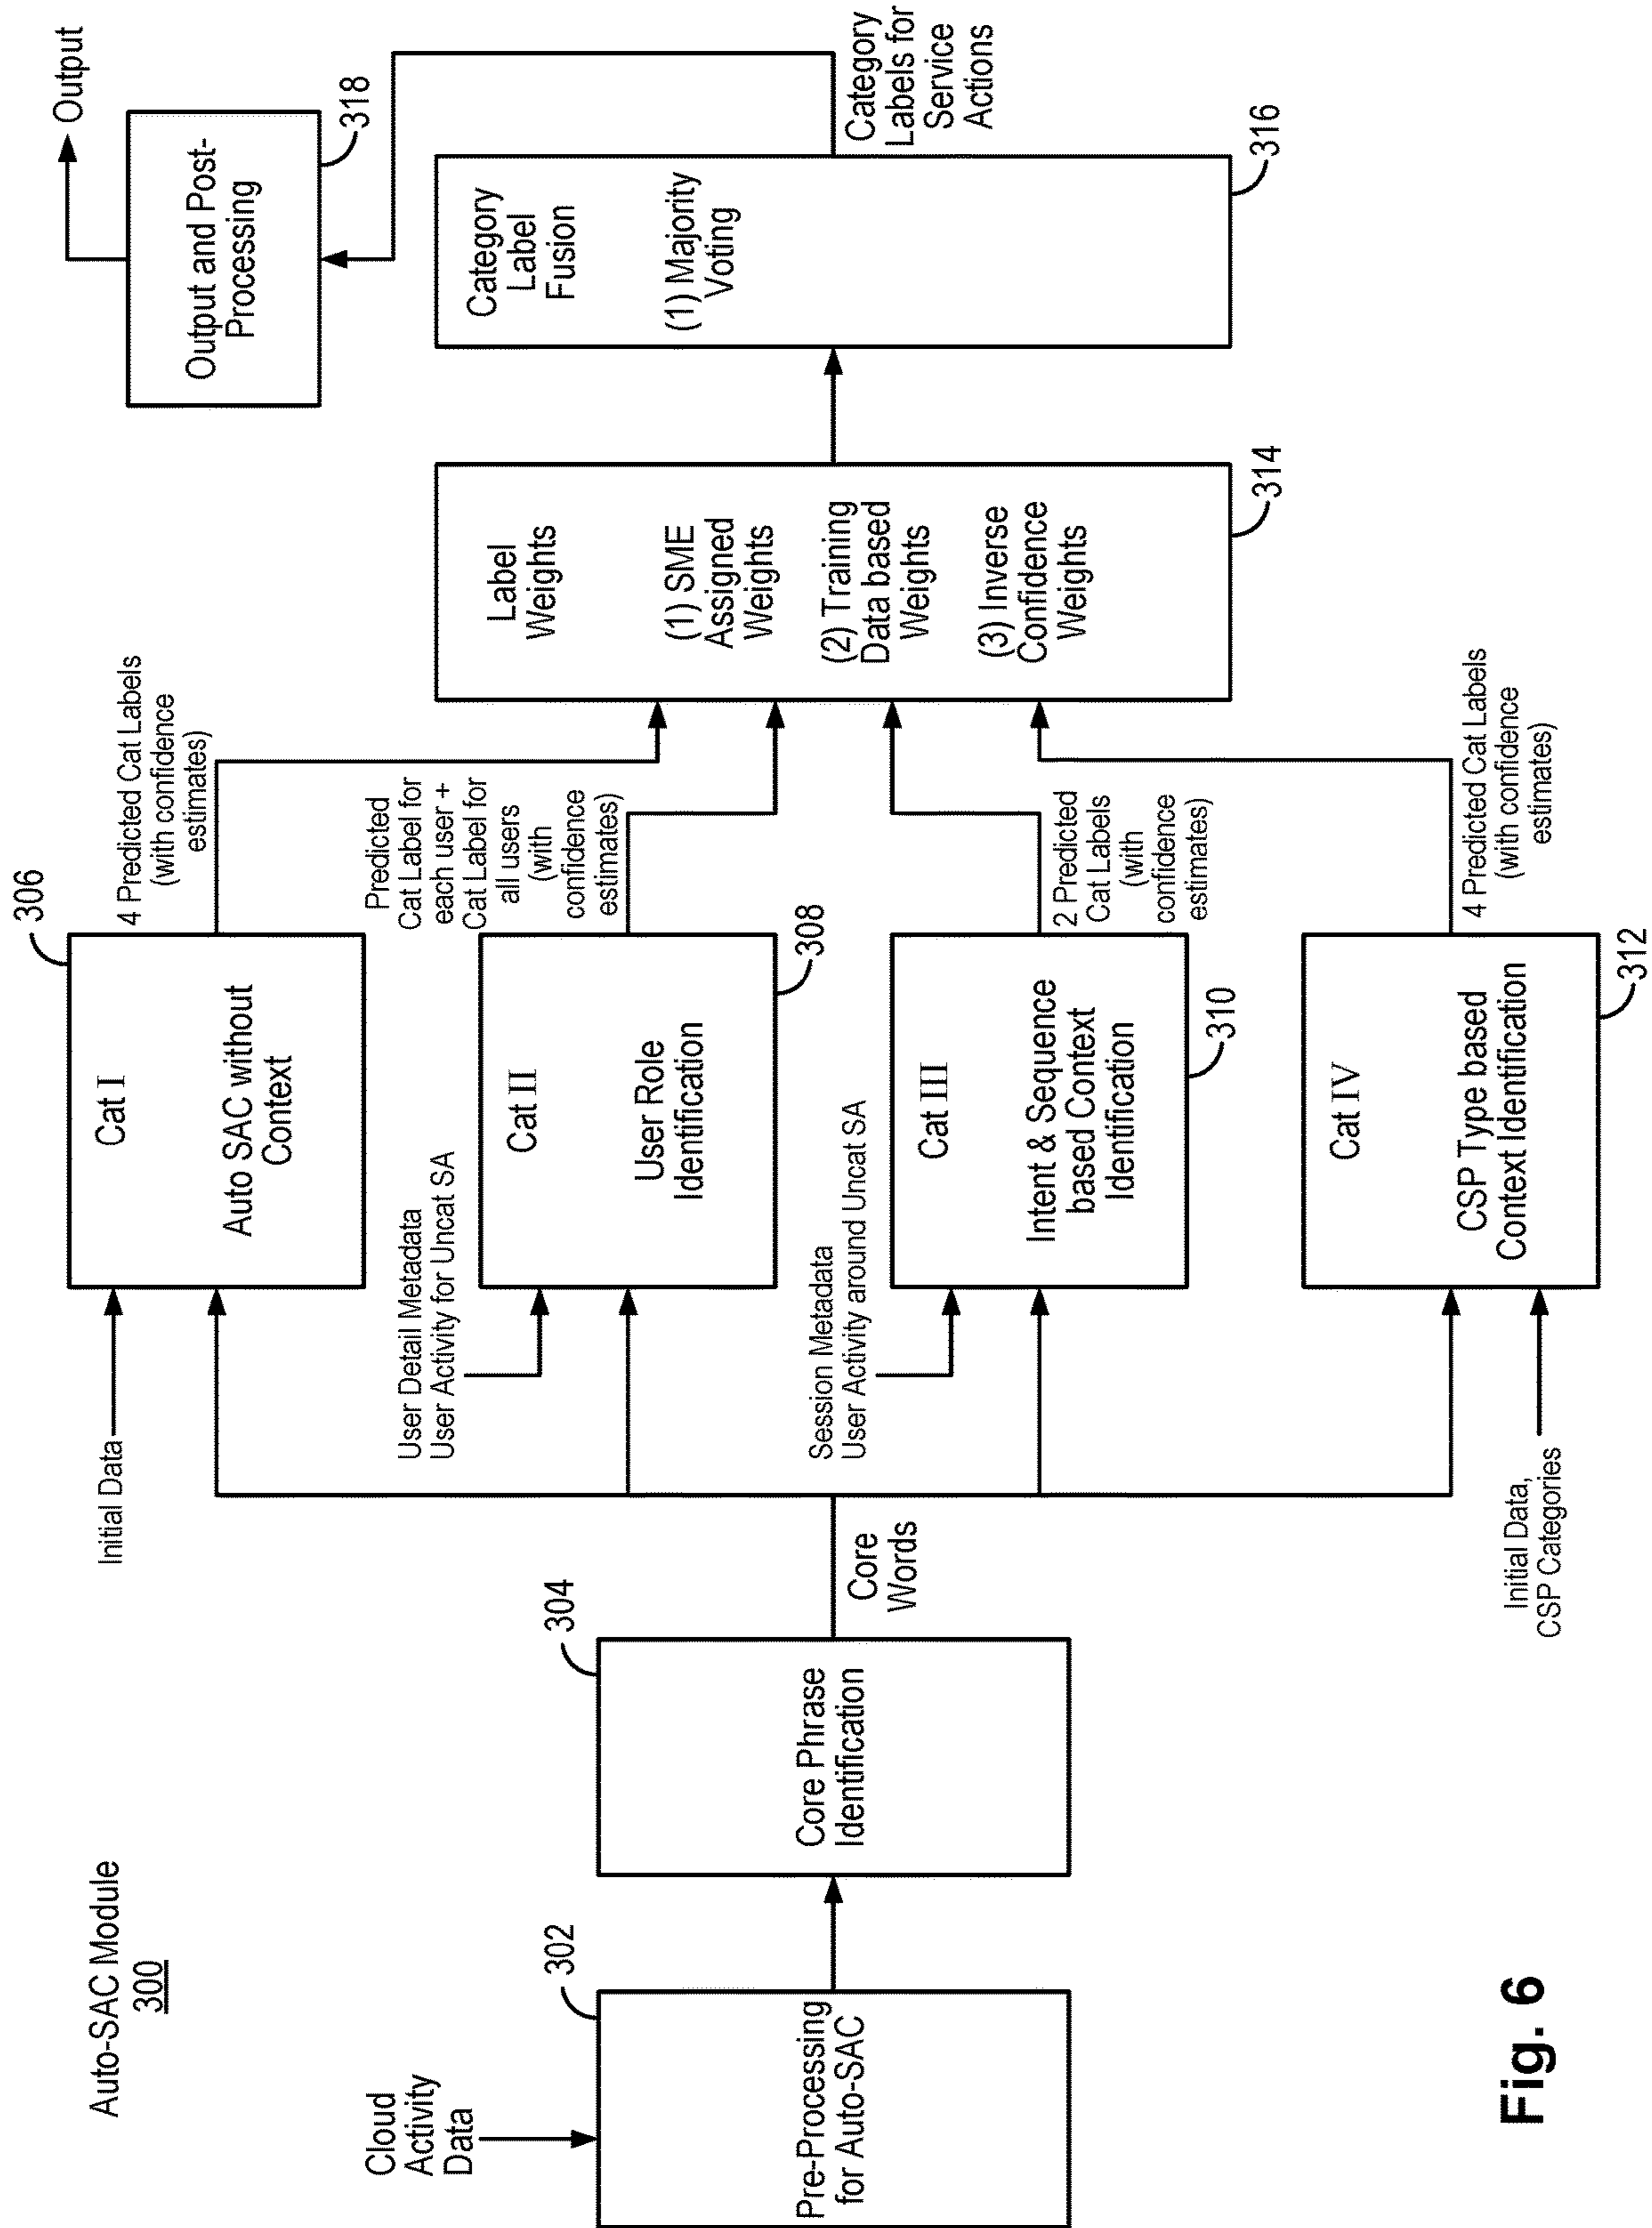 Auto-SAC Module
300
Cloud
Activity
Data
Pre-Processing
for Auto-SAC
302
Core Phrase
Identification
304
Core
Words
Initial Data
Cat I
Auto SAC without
Context
306
4 Predicted Cat Labels
(with confidence
estimates)
User Detail Metadata
User Activity for Uncat SA
Cat II
User Role
Identification
308
Predicted
Cat Label for
each user +
Cat Label for
all users
(with
confidence
estimates)
Session Metadata
User Activity around Uncat SA
Cat III
Intent & Sequence
based Context
Identification
310
2 Predicted
Cat Labels
(with
confidence
estimates)
Initial Data,
CSP Categories
Cat IV
CSP Type based
Context Identification
312
4 Predicted Cat Labels
(with confidence
estimates)
Label
Weights
(1) SME
Assigned
Weights
(2) Training
Data based
Weights
(3) Inverse
Confidence
Weights
314
Category
Label
Fusion
(1) Majority
Voting
316
Category
Labels for
Service
Actions
Output and Post-
Processing
318
Output
Fig. 6